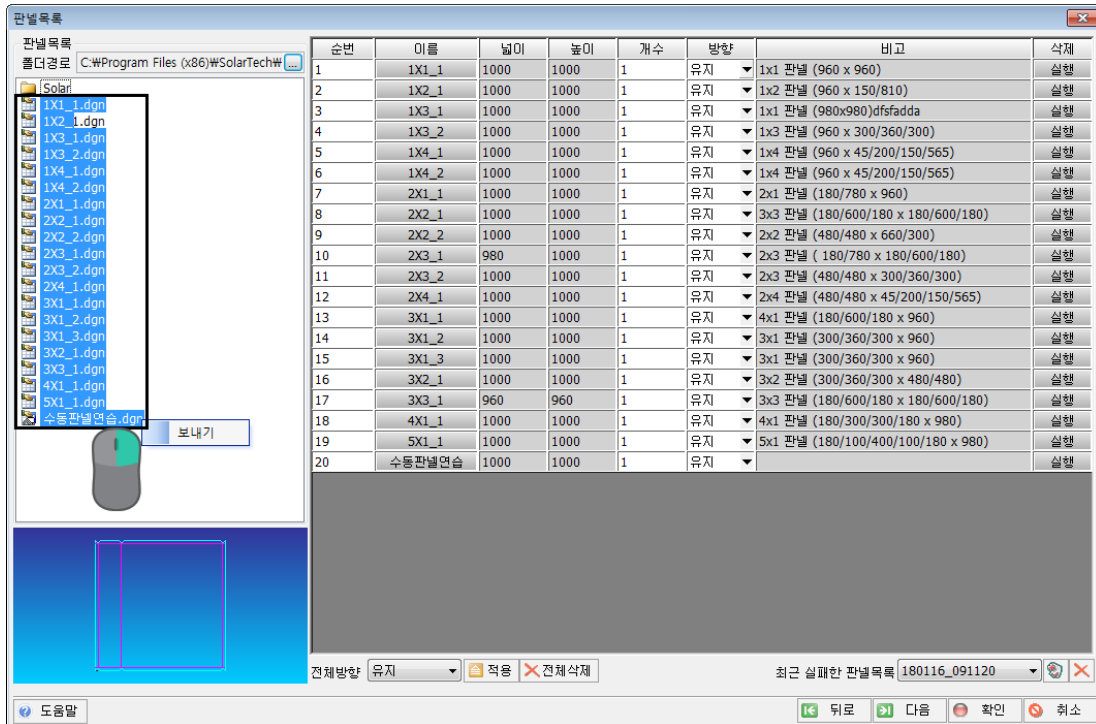 판넬목록
판넬목록
폴더경로 C:₩Program Files (x86)₩SolarTech₩ ...
Solar
1X1_1.dgn
1X2_1.dgn
1X3_1.dgn
1X3_2.dgn
1X4_1.dgn
1X4_2.dgn
2X1_1.dgn
2X2_1.dgn
2X2_2.dgn
2X3_1.dgn
2X3_2.dgn
2X4_1.dgn
3X1_1.dgn
3X1_2.dgn
3X1_3.dgn
3X2_1.dgn
3X3_1.dgn
4X1_1.dgn
5X1_1.dgn
수동판넬연습.dgn
보내기
순번 이름 넓이 높이 개수 방향 비고 삭제
1 1X1_1 1000 1000 1 유지 1x1 판넬 (960 x 960) 실행
2 1X2_1 1000 1000 1 유지 1x2 판넬 (960 x 150/810) 실행
3 1X3_1 1000 1000 1 유지 1x1 판넬 (980x980)dfsfadda 실행
4 1X3_2 1000 1000 1 유지 1x3 판넬 (960 x 300/360/300) 실행
5 1X4_1 1000 1000 1 유지 1x4 판넬 (960 x 45/200/150/565) 실행
6 1X4_2 1000 1000 1 유지 1x4 판넬 (960 x 45/200/150/565) 실행
7 2X1_1 1000 1000 1 유지 2x1 판넬 (180/780 x 960) 실행
8 2X2_1 1000 1000 1 유지 3x3 판넬 (180/600/180 x 180/600/180) 실행
9 2X2_2 1000 1000 1 유지 2x2 판넬 (480/480 x 660/300) 실행
10 2X3_1 980 1000 1 유지 2x3 판넬 ( 180/780 x 180/600/180) 실행
11 2X3_2 1000 1000 1 유지 2x3 판넬 (480/480 x 300/360/300) 실행
12 2X4_1 1000 1000 1 유지 2x4 판넬 (480/480 x 45/200/150/565) 실행
13 3X1_1 1000 1000 1 유지 4x1 판넬 (180/600/180 x 960) 실행
14 3X1_2 1000 1000 1 유지 3x1 판넬 (300/360/300 x 960) 실행
15 3X1_3 1000 1000 1 유지 3x1 판넬 (300/360/300 x 960) 실행
16 3X2_1 1000 1000 1 유지 3x2 판넬 (300/360/300 x 480/480) 실행
17 3X3_1 960 960 1 유지 3x3 판넬 (180/600/180 x 180/600/180) 실행
18 4X1_1 1000 1000 1 유지 4x1 판넬 (180/300/300/180 x 980) 실행
19 5X1_1 1000 1000 1 유지 5x1 판넬 (180/100/400/100/180 x 980) 실행
20 수동판넬연습 1000 1000 1 유지 실행
전체방향 유지 적용 전체삭제 최근 실패한 판넬목록 180116_091120
도움말 뒤로 다음 확인 취소